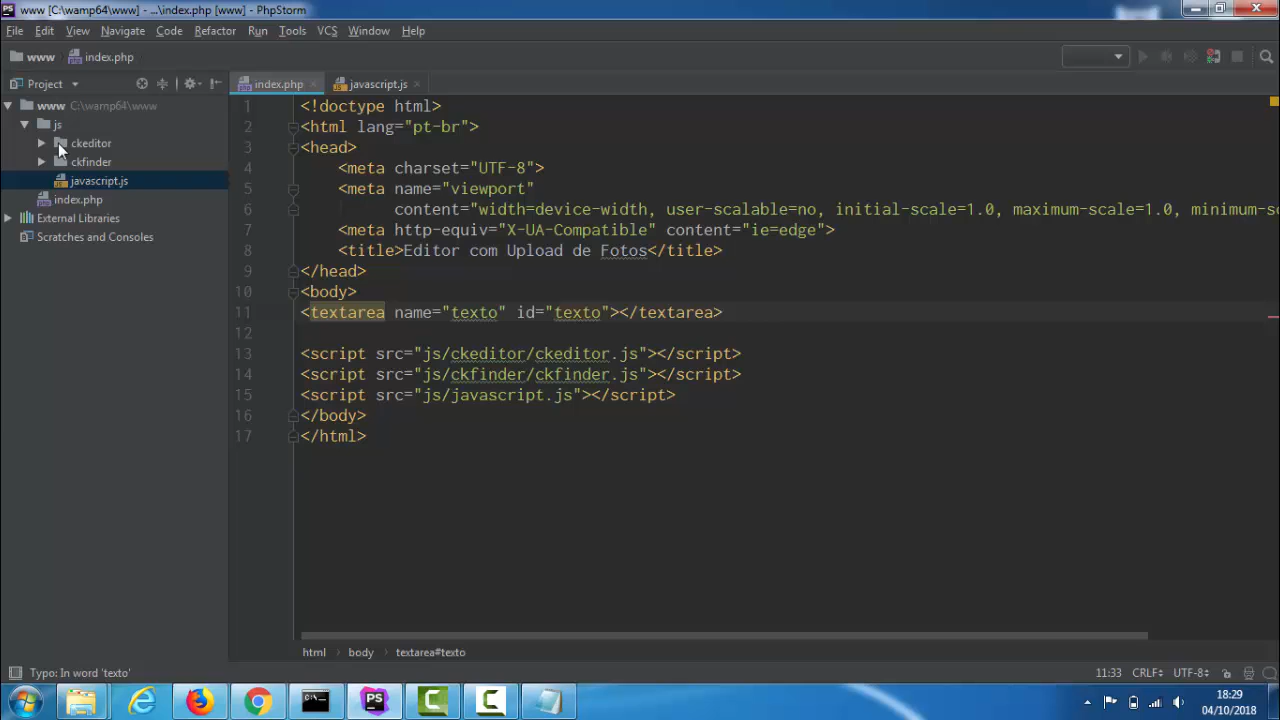 www [C:\wamp64\www] - ...\index.php [www] - PhpStorm
File Edit View Navigate Code Refactor Run Tools VCS Window Help
www index.php
Project
index.php javascript.js
www C:\wamp64\www
js
ckeditor
ckfinder
javascript.js
index.php
External Libraries
Scratches and Consoles
1 <!doctype html>
2 <html lang="pt-br">
3 <head>
4 <meta charset="UTF-8">
5 <meta name="viewport"
6 content="width=device-width, user-scalable=no, initial-scale=1.0, maximum-scale=1.0, minimum-sc
7 <meta http-equiv="X-UA-Compatible" content="ie=edge">
8 <title>Editor com Upload de Fotos</title>
9 </head>
10 <body>
11 <textarea name="texto" id="texto"></textarea>
12
13 <script src="js/ckeditor/ckeditor.js"></script>
14 <script src="js/ckfinder/ckfinder.js"></script>
15 <script src="js/javascript.js"></script>
16 </body>
17 </html>
html body textarea#texto
Typo: In word 'texto'
11:33 CRLF UTF-8
PS
18:29
04/10/2018